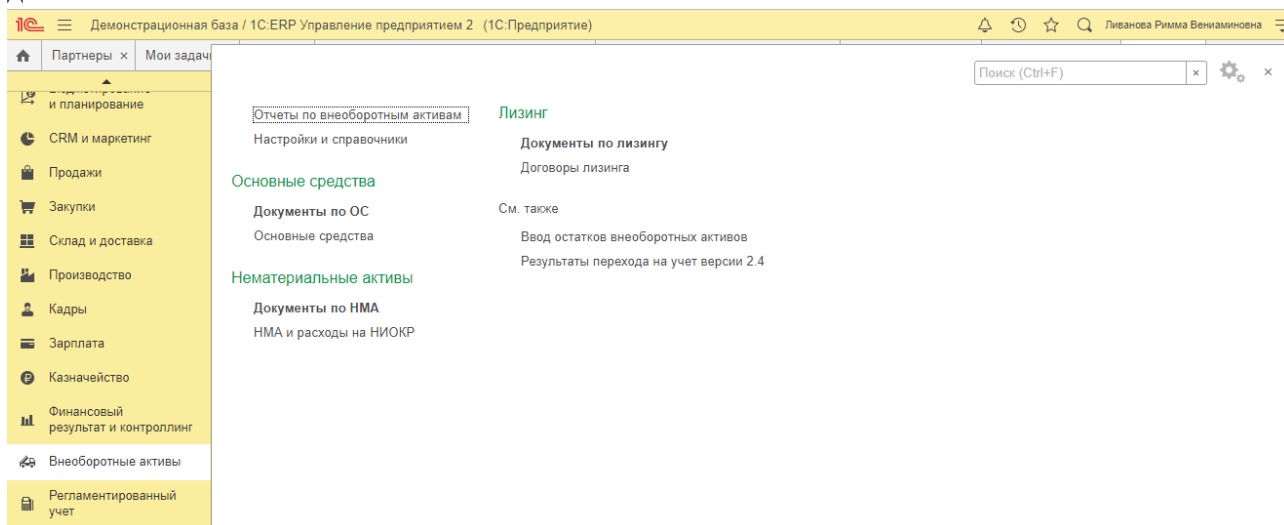 1С Демонстрационная база / 1С:ERP Управление предприятием 2 (1С:Предприятие) Ливанова Римма Вениаминовна
Партнеры × Мои задачи
Поиск (Ctrl+F) × ×
и планирование
CRM и маркетинг
Продажи
Закупки
Склад и доставка
Производство
Кадры
Зарплата
Казначейство
Финансовый
результат и контроллинг
Внеоборотные активы
Регламентированный
учет
Отчеты по внеоборотным активам
Настройки и справочники
Основные средства
Документы по ОС
Основные средства
Нематериальные активы
Документы по НМА
НМА и расходы на НИОКР
Лизинг
Документы по лизингу
Договоры лизинга
См. также
Ввод остатков внеоборотных активов
Результаты перехода на учет версии 2.4